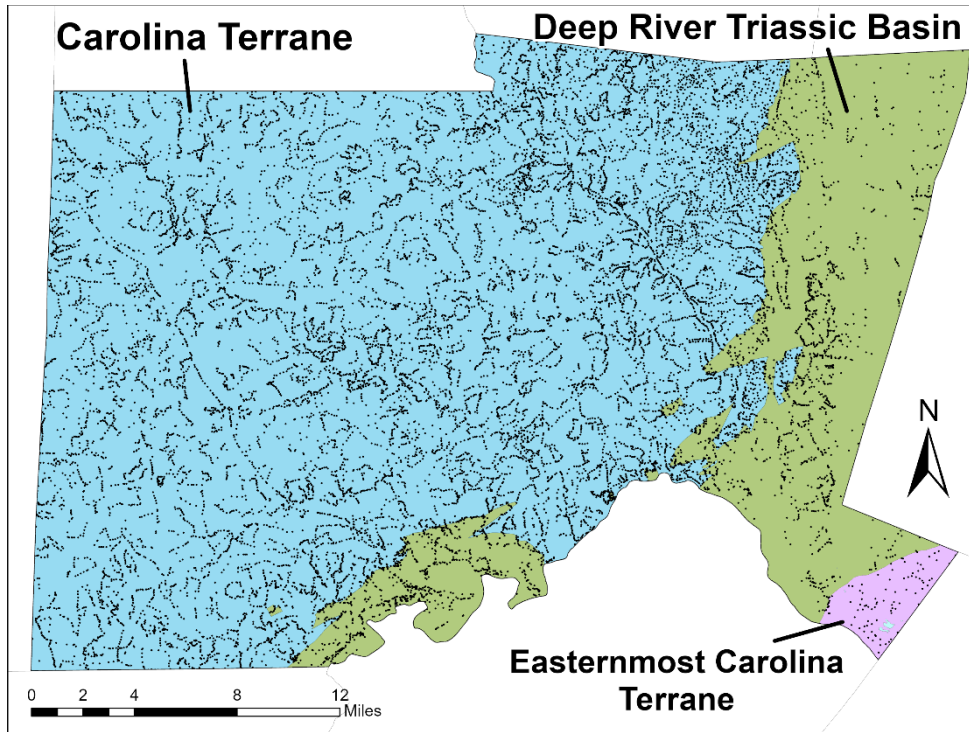 Carolina Terrane
Deep River Triassic Basin
N
Easternmost Carolina
Terrane
0 2 4 8 12
Miles